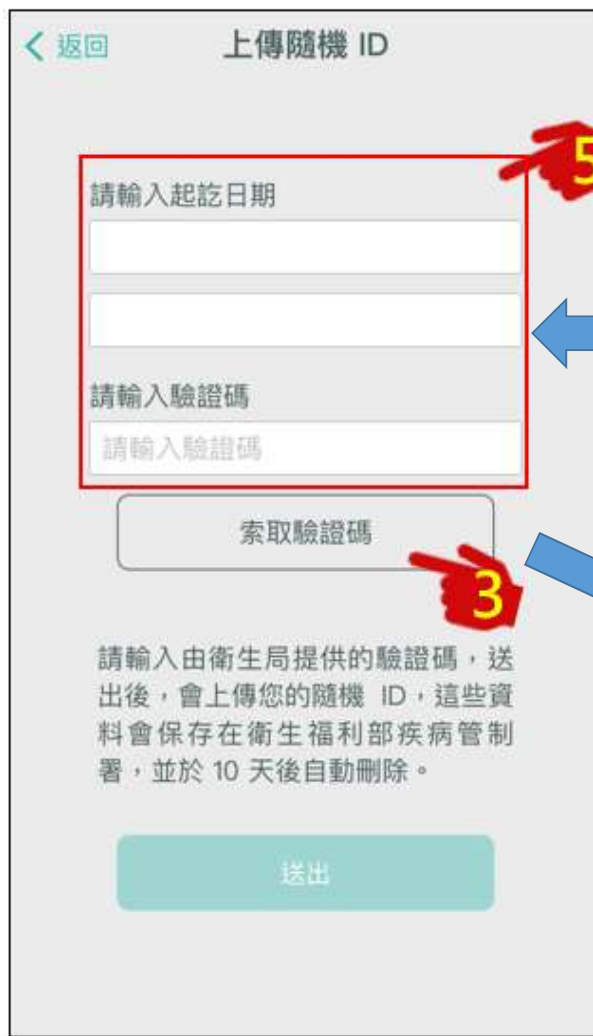 返回
上傳隨機 ID
5
請輸入起訖日期
請輸入驗證碼
請輸入驗證碼
索取驗證碼
3
請輸入由衛生局提供的驗證碼，送
出後，會上傳您的隨機 ID，這些資
料會保存在衛生福利部疾病管制
署，並於 10 天後自動刪除。
送出